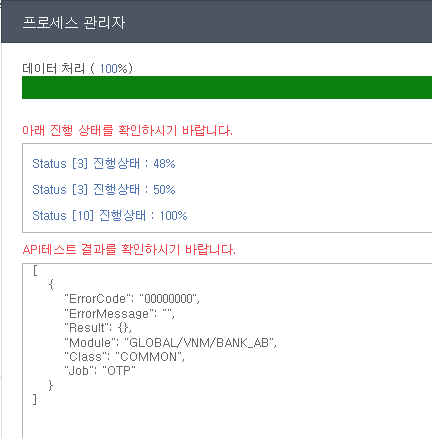 프로세스 관리자
데이터 처리 ( 100%)
아래 진행 상태를 확인하시기 바랍니다.
Status [3] 진행상태 : 48%
Status [3] 진행상태 : 50%
Status [10] 진행상태 : 100%
API테스트 결과를 확인하시기 바랍니다.
[
{
"ErrorCode": "00000000",
"ErrorMessage": "",
"Result": {},
"Module": "GLOBAL/VNM/BANK_AB",
"Class": "COMMON",
"Job": "OTP"
}
]